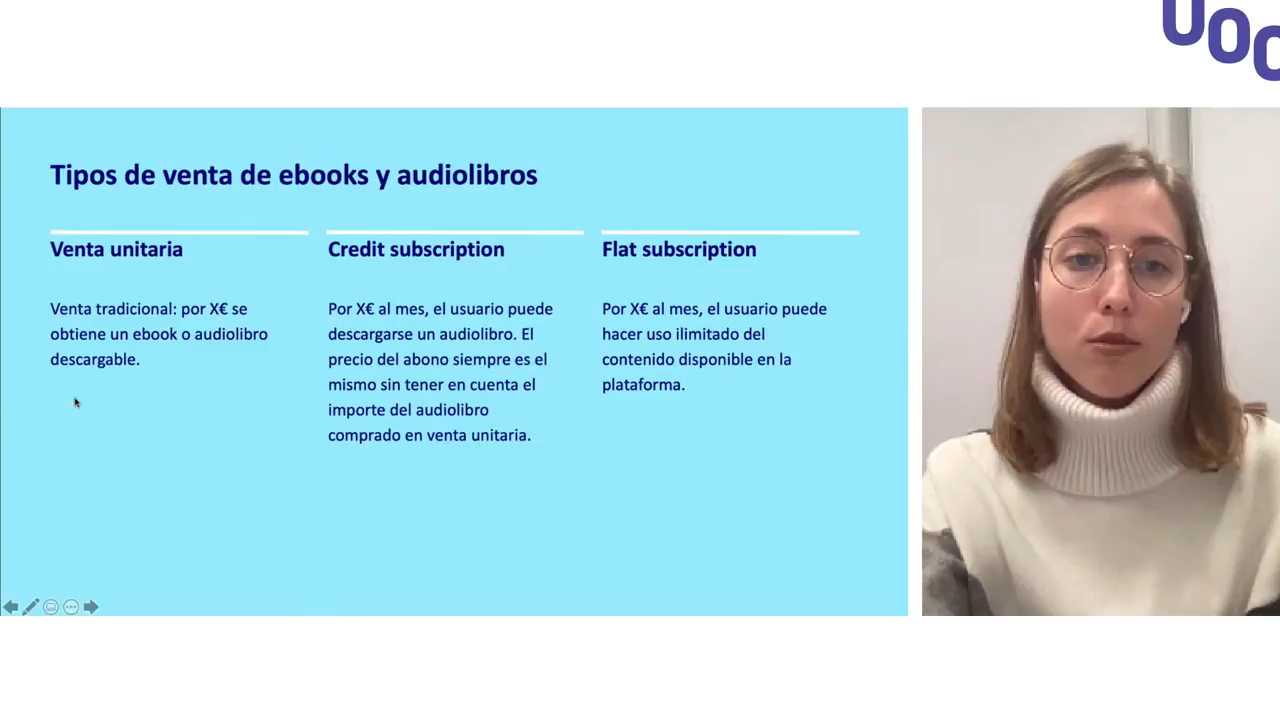 UOC
Tipos de venta de ebooks y audiolibros
Venta unitaria
Venta tradicional: por X€ se
obtiene un ebook o audiolibro
descargable.
Credit subscription
Por X€ al mes, el usuario puede
descargarse un audiolibro. El
precio del abono siempre es el
mismo sin tener en cuenta el
importe del audiolibro
comprado en venta unitaria.
Flat subscription
Por X€ al mes, el usuario puede
hacer uso ilimitado del
contenido disponible en la
plataforma.